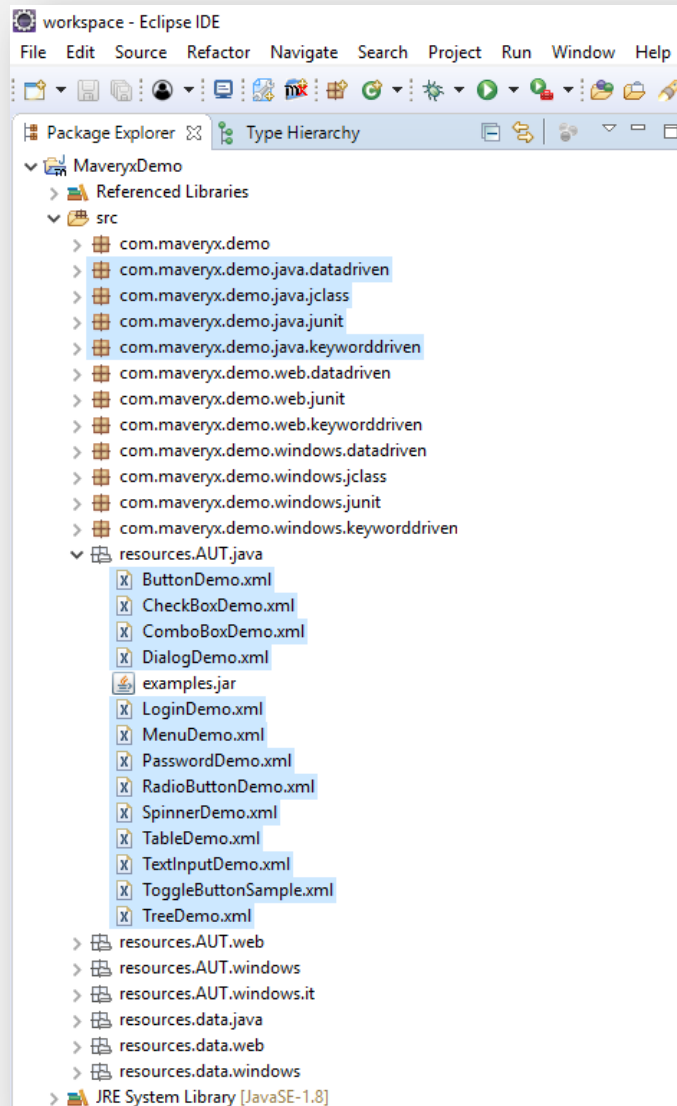 workspace - Eclipse IDE
File Edit Source Refactor Navigate Search Project Run Window Help
Package Explorer Type Hierarchy
MaveryxDemo
Referenced Libraries
src
com.maveryx.demo
com.maveryx.demo.java.datadriven
com.maveryx.demo.java.jclass
com.maveryx.demo.java.junit
com.maveryx.demo.java.keyworddriven
com.maveryx.demo.web.datadriven
com.maveryx.demo.web.junit
com.maveryx.demo.web.keyworddriven
com.maveryx.demo.windows.datadriven
com.maveryx.demo.windows.jclass
com.maveryx.demo.windows.junit
com.maveryx.demo.windows.keyworddriven
resources.AUT.java
ButtonDemo.xml
CheckBoxDemo.xml
ComboBoxDemo.xml
DialogDemo.xml
examples.jar
LoginDemo.xml
MenuDemo.xml
PasswordDemo.xml
RadioButtonDemo.xml
SpinnerDemo.xml
TableDemo.xml
TextInputDemo.xml
ToggleButtonSample.xml
TreeDemo.xml
resources.AUT.web
resources.AUT.windows
resources.AUT.windows.it
resources.data.java
resources.data.web
resources.data.windows
JRE System Library [JavaSE-1.8]